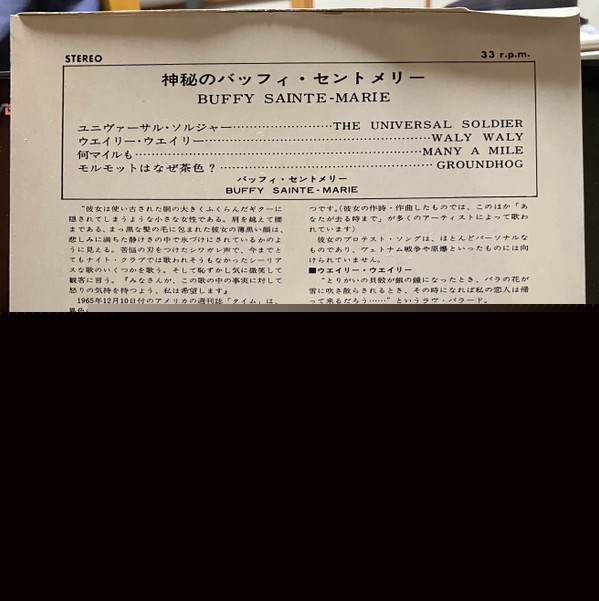 STEREO
33 r.p.m.
神秘のバッフィ・セントメリー
BUFFY SAINTE-MARIE
ユニヴァーサル・ソルジャー……………………THE UNIVERSAL SOLDIER
ウエイリー・ウエイリー……………………………………WALY WALY
何マイルも……………………………………………………MANY A MILE
モルモットはなぜ茶色？……………………………………GROUNDHOG
バッフィ・セントメリー
BUFFY SAINTE-MARIE
"彼女は使い古された胴の大きくふくらんだギターに
隠されてしまうような小さな女性である。肩を越えて腰
まである、まっ黒な髪の毛に包まれた彼女の薄黒い顔は、
悲しみに満ちた静けさの中で氷づけにされているかのよ
うに見える。苦悩の刃をつけたシワガレ声で、今までと
てもナイト・クラブでは歌われそうもなかったシーリアス
な歌のいくつかを歌う。そして恥ずかし気に微笑して
観客に言う。『みなさんが、この歌の中の事実に対して
怒りの気持を持つよう、私は希望します』
1965年12月10日付のアメリカの週刊誌「タイム」は、
つです。(彼女の作詩・作曲したものでは、このほか「あ
なたが去る時まで」が多くのアーティストによって歌わ
れています)
彼女のプロテスト・ソングは、ほとんどパーソナルな
ものであり、ヴェトナム戦争や原爆といったものには向
けられていません。
■ウエイリー・ウエイリー
"とりがいの貝殻が銀の鐘になったとき、バラの花が
雪に吹き散らされるとき、その時になれば私の恋人は帰
って来るだろう……"というラヴ・バラード。